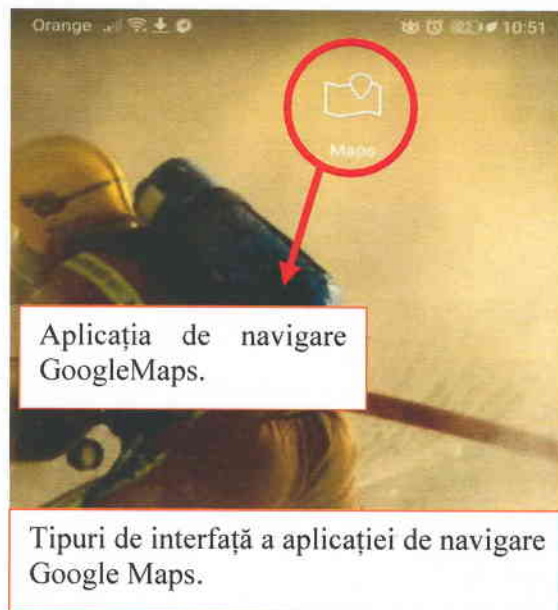 Orange 10:51
Maps
Aplicația de navigare
GoogleMaps.
Tipuri de interfață a aplicației de navigare
Google Maps.